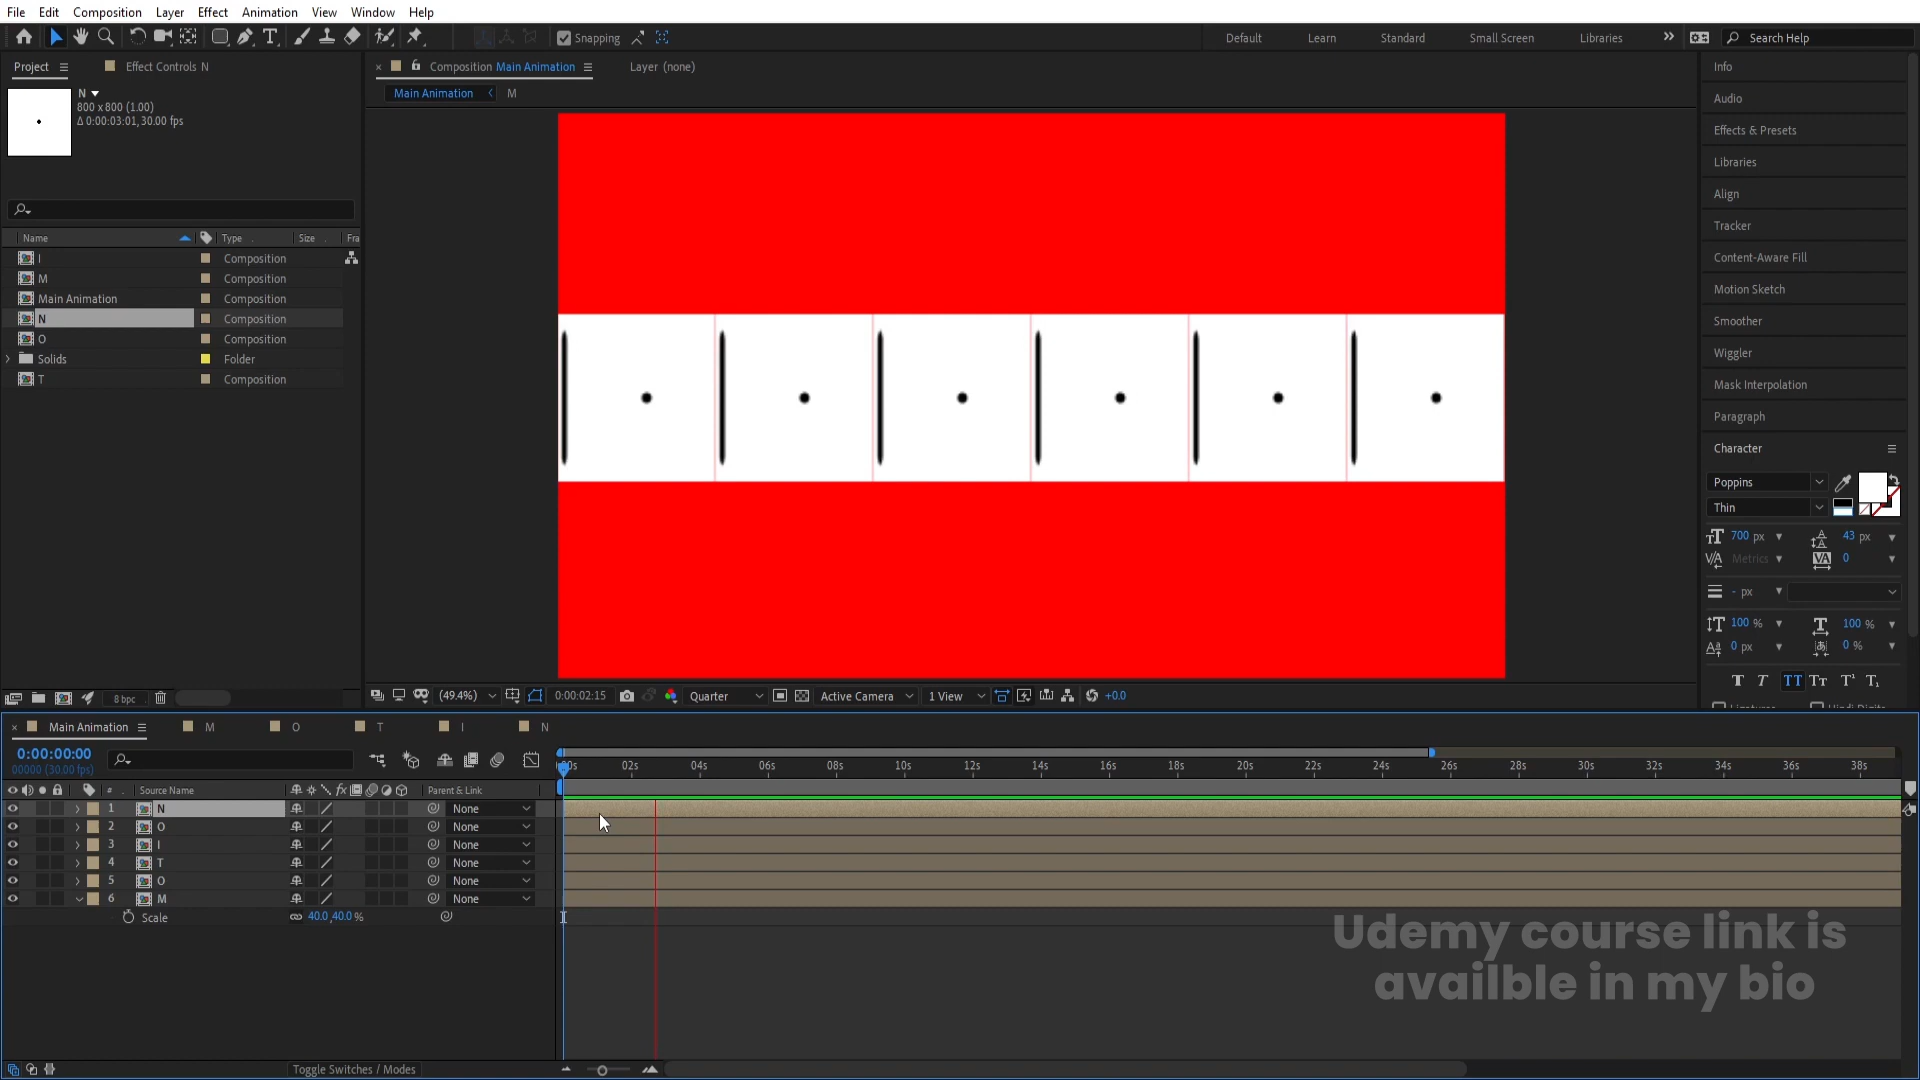 File Edit Composition Layer Effect Animation View Window Help
Snapping
Default Learn Standard Small Screen Libraries Search Help
Project Effect Controls N
N
800 x 800 (1.00)
Δ 0:00:03:01, 30.00 fps
Name Type Size Fra
I Composition
M Composition
Main Animation Composition
N Composition
O Composition
Solids Folder
T Composition
8 bpc
Composition Main Animation Layer (none)
Main Animation M
(49.4%) 0:00:02:15 Quarter Active Camera 1 View +0.0
Info
Audio
Effects & Presets
Libraries
Align
Tracker
Content-Aware Fill
Motion Sketch
Smoother
Wiggler
Mask Interpolation
Paragraph
Character
Poppins
Thin
700 px 43 px
Metrics 0
- px
100 % 100 %
0 px 0 %
Main Animation M O T I N
0:00:00:00
00000 (30.00 fps)
02s 04s 06s 08s 10s 12s 14s 16s 18s 20s 22s 24s 26s 28s 30s 32s 34s 36s 38s
# Source Name Parent & Link
1 N None
2 O None
3 I None
4 T None
5 O None
6 M None
Scale 40.0,40.0 %
Toggle Switches / Modes
Udemy course link is
availble in my bio